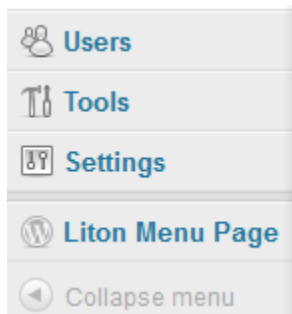 Users
Tools
Settings
Liton Menu Page
Collapse menu